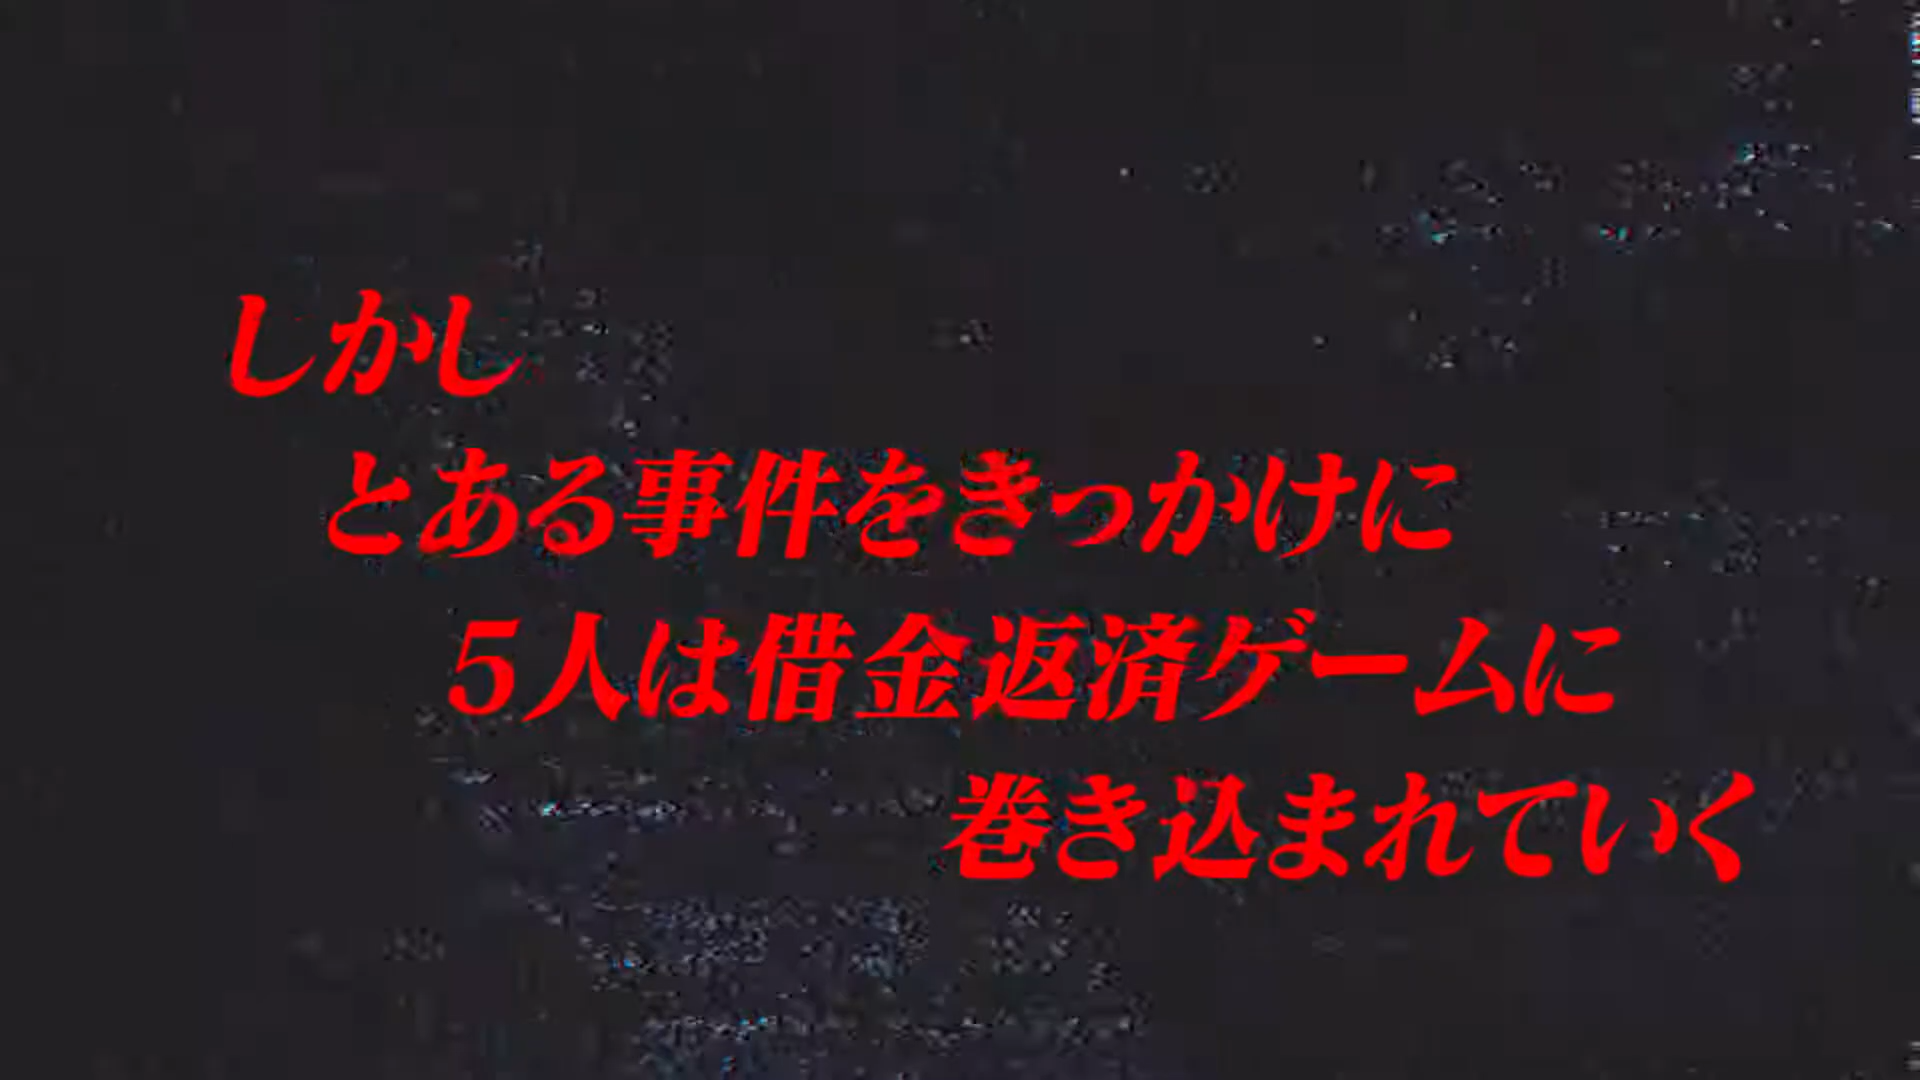 しかし
とある事件をきっかけに
5人は借金返済ゲームに
巻き込まれていく